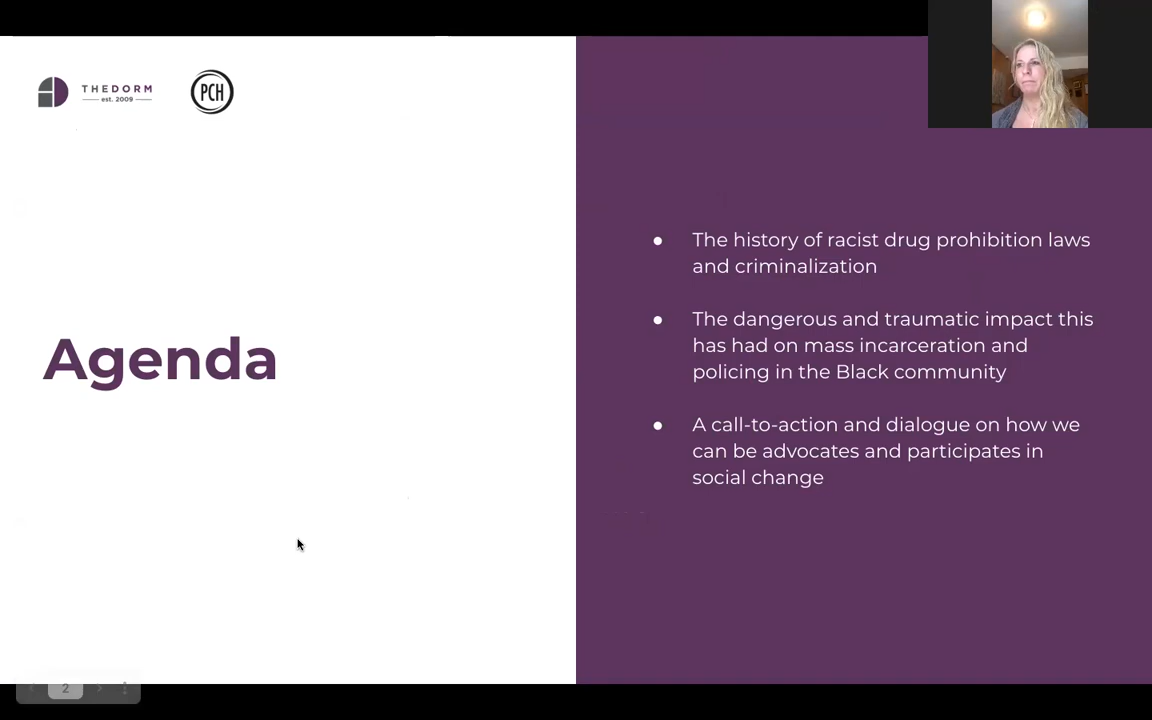 THEDORM
est. 2009
PCH
Agenda
● The history of racist drug prohibition laws
and criminalization
● The dangerous and traumatic impact this
has had on mass incarceration and
policing in the Black community
● A call-to-action and dialogue on how we
can be advocates and participates in
social change
2